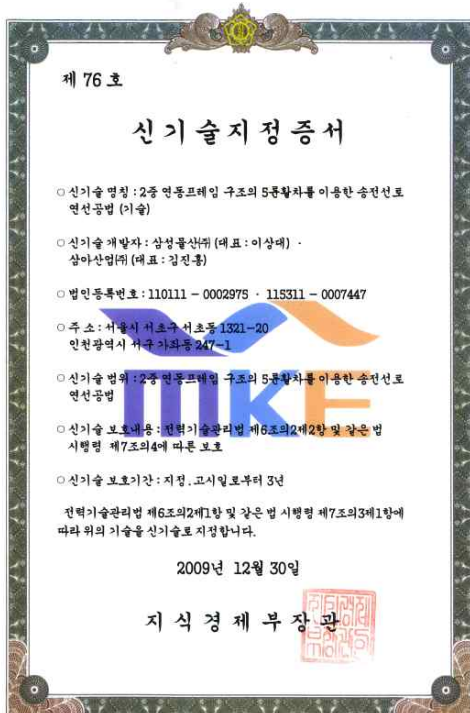 제 76 호
신기술지정증서
○ 신기술 명칭 : 2중 연동프레임 구조의 5륜활차를 이용한 송전선로
연선공법 (기술)
○ 신기술 개발자 : 삼성물산㈜ (대표 : 이상대) ·
삼아산업㈜ (대표 : 김진홍)
○ 법인등록번호 : 110111 - 0002975 · 115311 - 0007447
○ 주 소 : 서울시 서초구 서초동 1321-20
인천광역시 서구 가좌동 247-1
○ 신기술 범위 : 2중 연동프레임 구조의 5륜활차를 이용한 송전선로
연선공법
○ 신기술 보호내용 : 전력기술관리법 제6조의2제2항 및 같은 법
시행령 제7조의4에 따른 보호
○ 신기술 보호기간 : 지정.고시일로부터 3년
전력기술관리법 제6조의2제1항 및 같은 법 시행령 제7조의3제1항에
따라 위의 기술을 신기술로 지정합니다.
2009년 12월 30일
지식경제부장관
MKE